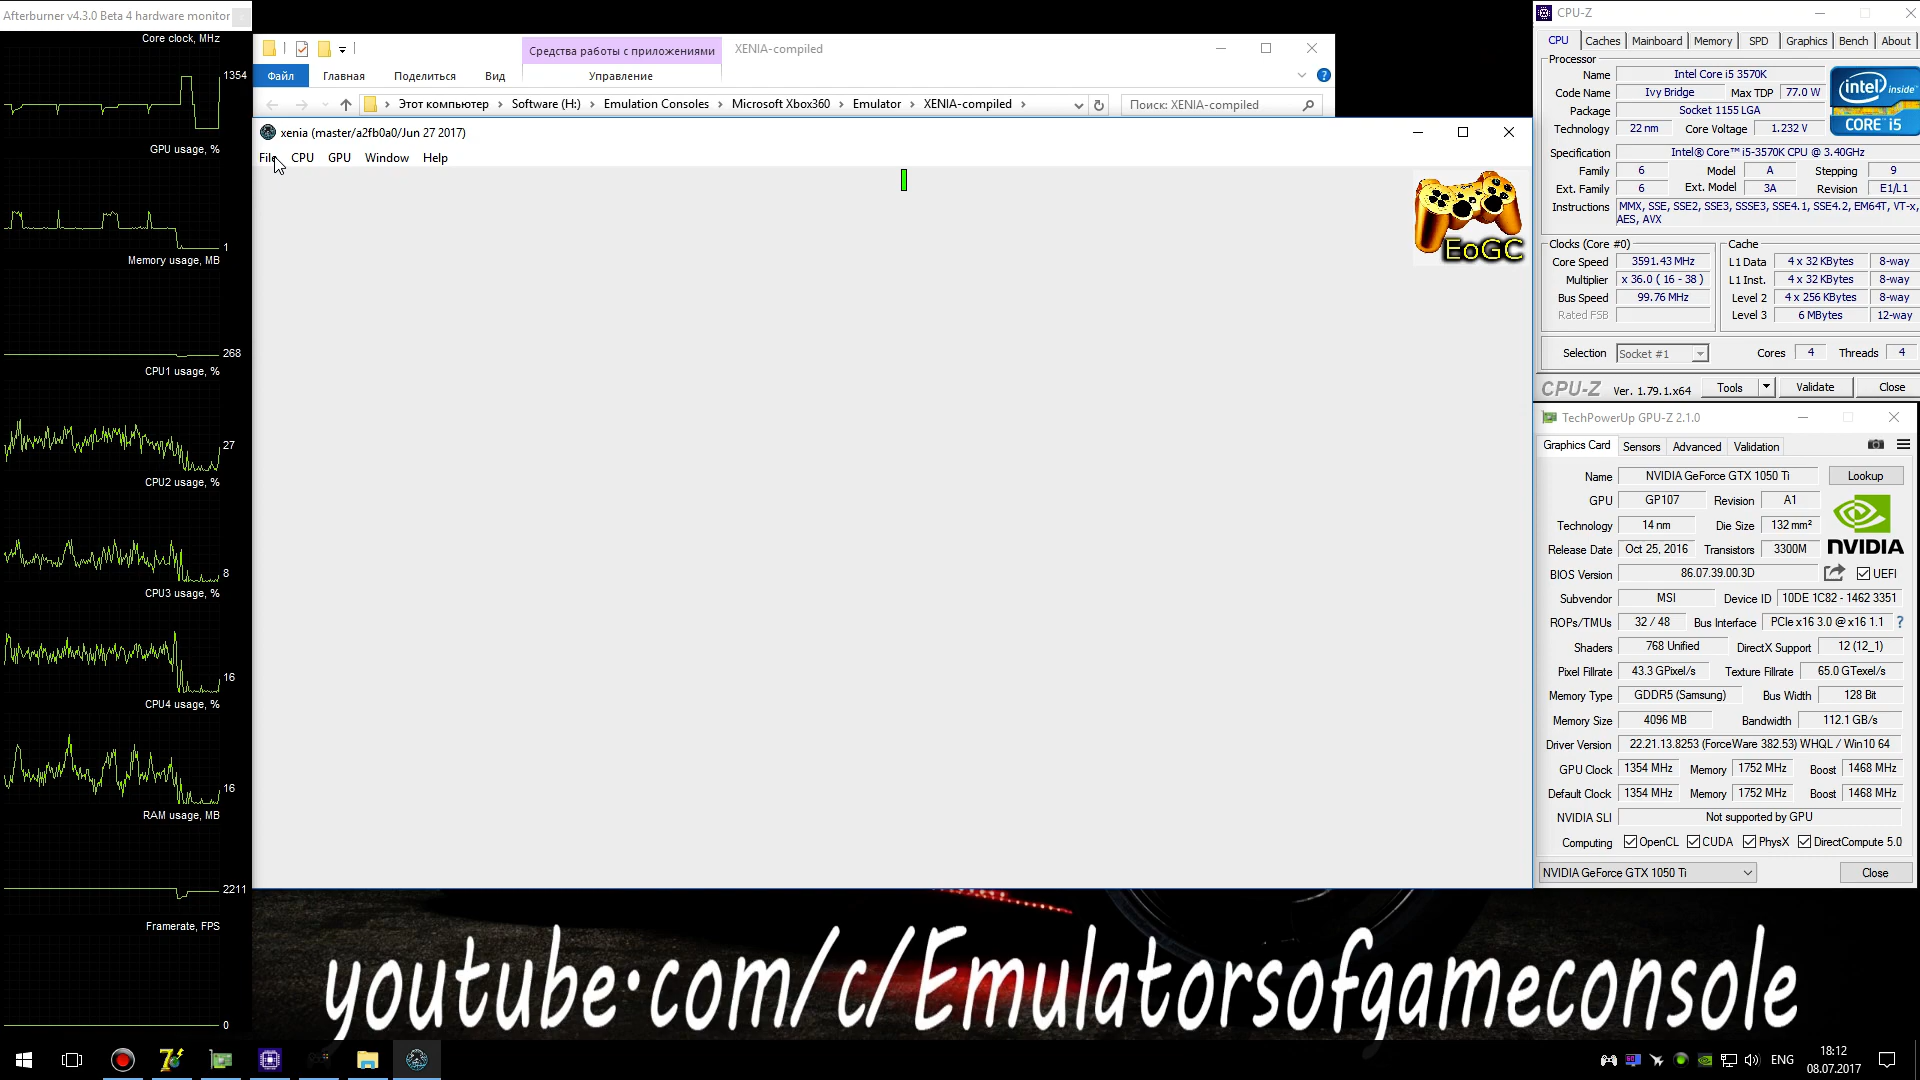 Afterburner v4.3.0 Beta 4 hardware monitor
Core clock, MHz
1354
GPU usage, %
1
Memory usage, MB
268
CPU1 usage, %
27
CPU2 usage, %
8
CPU3 usage, %
16
CPU4 usage, %
16
RAM usage, MB
2211
Framerate, FPS
0
Средства работы с приложениями
XENIA-compiled
Файл Главная Поделиться Вид Управление
Этот компьютер Software (H:) Emulation Consoles Microsoft Xbox360 Emulator XENIA-compiled
Поиск: XENIA-compiled
xenia (master/a2fb0a0/Jun 27 2017)
File CPU GPU Window Help
EoGC
CPU-Z
CPU Caches Mainboard Memory SPD Graphics Bench About
Processor
Name Intel Core i5 3570K
Code Name Ivy Bridge Max TDP 77.0 W
Package Socket 1155 LGA
Technology 22 nm Core Voltage 1.232 V
intel inside™
CORE i5
Specification Intel® Core™ i5-3570K CPU @ 3.40GHz
Family 6 Model A Stepping 9
Ext. Family 6 Ext. Model 3A Revision E1/L1
Instructions MMX, SSE, SSE2, SSE3, SSSE3, SSE4.1, SSE4.2, EM64T, VT-x,
AES, AVX
Clocks (Core #0)
Core Speed 3591.43 MHz
Multiplier x 36.0 ( 16 - 38 )
Bus Speed 99.76 MHz
Rated FSB
Cache
L1 Data 4 x 32 KBytes 8-way
L1 Inst. 4 x 32 KBytes 8-way
Level 2 4 x 256 KBytes 8-way
Level 3 6 MBytes 12-way
Selection Socket #1 Cores 4 Threads 4
CPU-Z Ver. 1.79.1.x64 Tools Validate Close
TechPowerUp GPU-Z 2.1.0
Graphics Card Sensors Advanced Validation
Name NVIDIA GeForce GTX 1050 Ti Lookup
GPU GP107 Revision A1
Technology 14 nm Die Size 132 mm²
Release Date Oct 25, 2016 Transistors 3300M
NVIDIA
BIOS Version 86.07.39.00.3D UEFI
Subvendor MSI Device ID 10DE 1C82 - 1462 3351
ROPs/TMUs 32 / 48 Bus Interface PCIe x16 3.0 @ x16 1.1 ?
Shaders 768 Unified DirectX Support 12 (12_1)
Pixel Fillrate 43.3 GPixel/s Texture Fillrate 65.0 GTexel/s
Memory Type GDDR5 (Samsung) Bus Width 128 Bit
Memory Size 4096 MB Bandwidth 112.1 GB/s
Driver Version 22.21.13.8253 (ForceWare 382.53) WHQL / Win10 64
GPU Clock 1354 MHz Memory 1752 MHz Boost 1468 MHz
Default Clock 1354 MHz Memory 1752 MHz Boost 1468 MHz
NVIDIA SLI Not supported by GPU
Computing OpenCL CUDA PhysX DirectCompute 5.0
NVIDIA GeForce GTX 1050 Ti Close
youtube.com/c/Emulatorsofgameconsole
ENG
18:12
08.07.2017